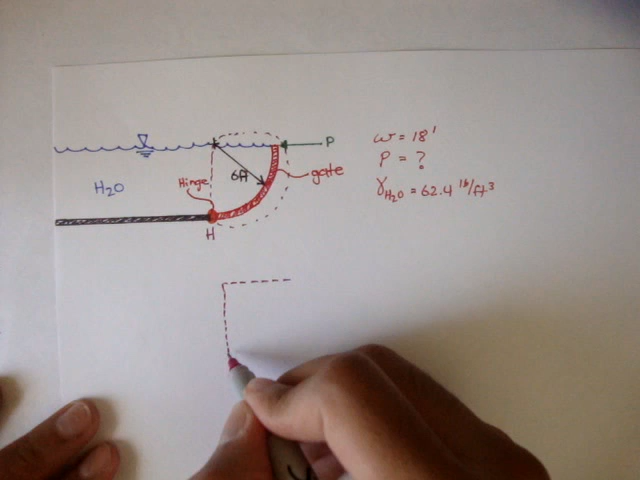 P
w = 18'
6ft
gate
P = ?
H₂O
Hinge
γH₂O = 62.4 lb/ft³
H